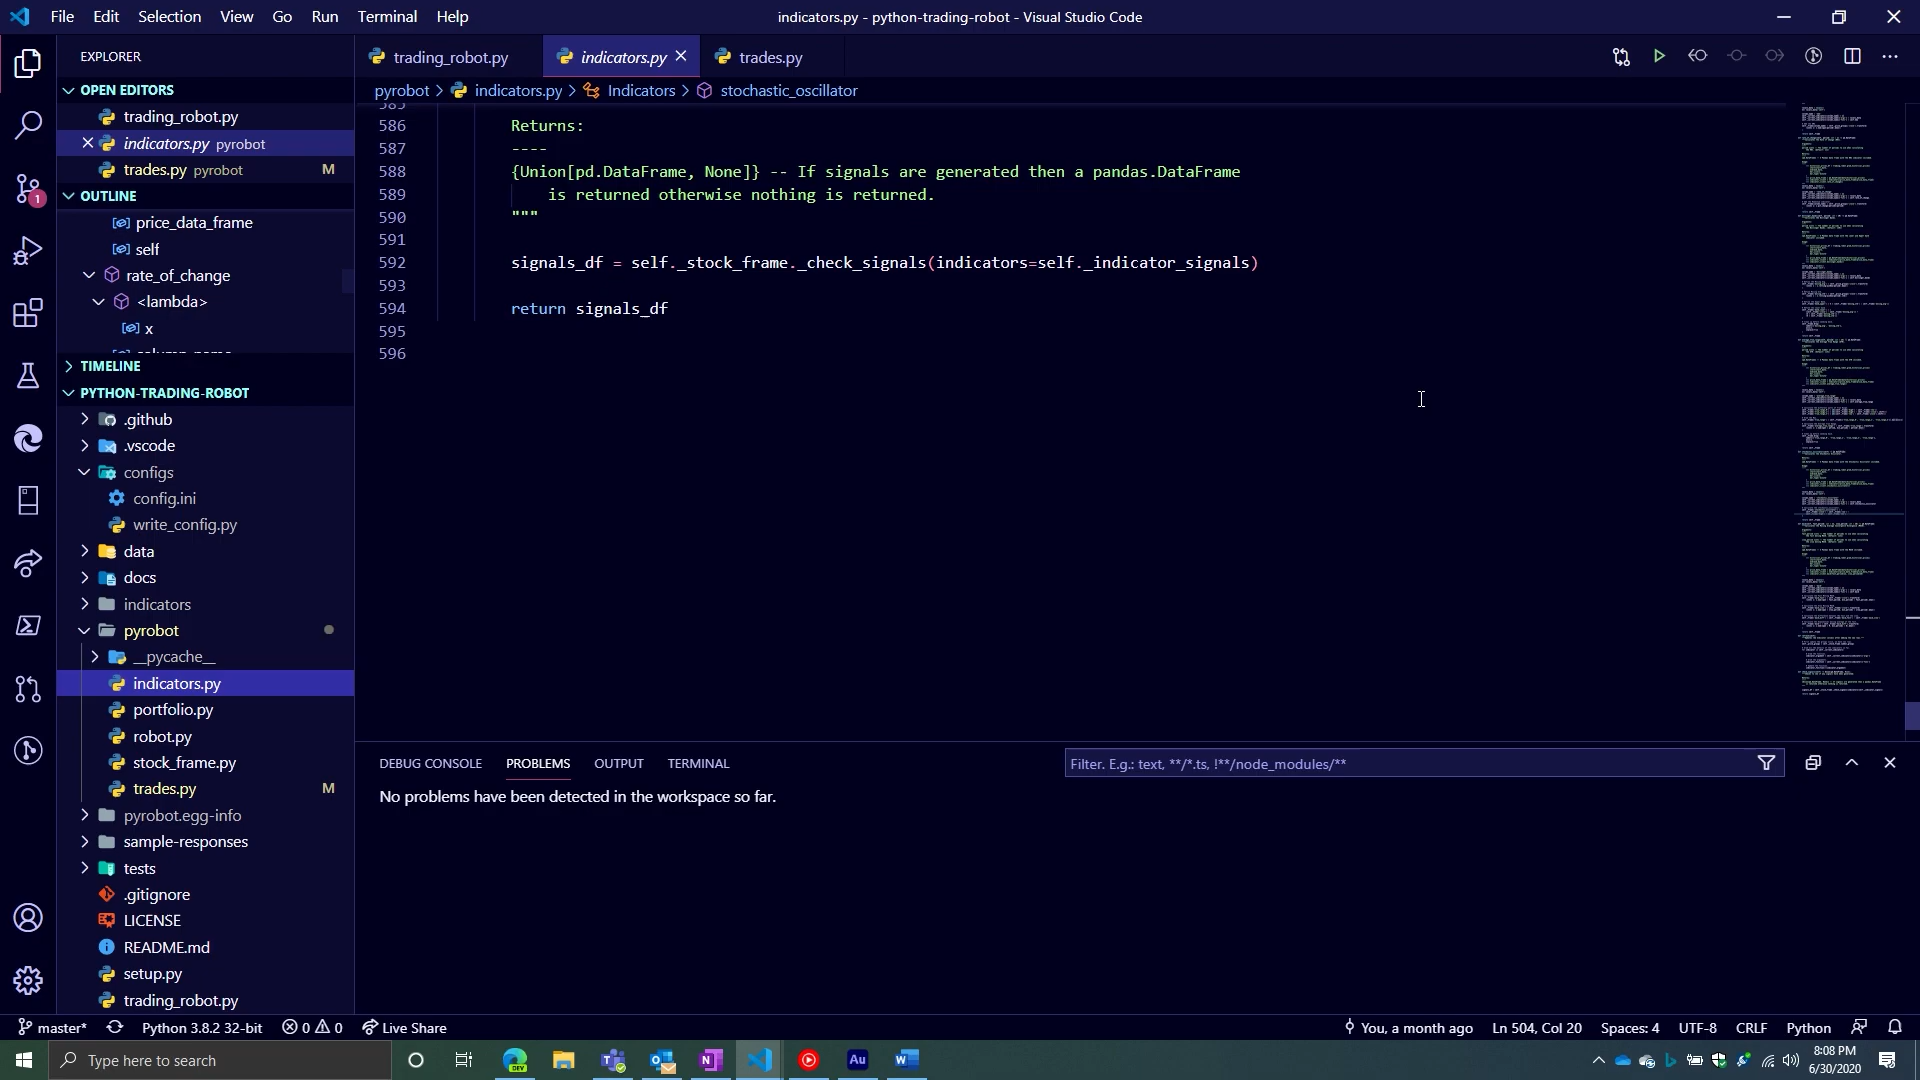 File Edit Selection View Go Run Terminal Help
indicators.py - python-trading-robot - Visual Studio Code
EXPLORER
OPEN EDITORS
trading_robot.py
indicators.py pyrobot
trades.py pyrobot M
OUTLINE
price_data_frame
self
rate_of_change
<lambda>
x
column_name
TIMELINE
PYTHON-TRADING-ROBOT
.github
.vscode
configs
config.ini
write_config.py
data
docs
indicators
pyrobot
__pycache__
indicators.py
portfolio.py
robot.py
stock_frame.py
trades.py M
pyrobot.egg-info
sample-responses
tests
.gitignore
LICENSE
README.md
setup.py
trading_robot.py
1
trading_robot.py indicators.py trades.py
pyrobot > indicators.py > Indicators > stochastic_oscillator
585
586 Returns:
587 ----
588 {Union[pd.DataFrame, None]} -- If signals are generated then a pandas.DataFrame
589 is returned otherwise nothing is returned.
590 """
591
592 signals_df = self._stock_frame._check_signals(indicators=self._indicator_signals)
593
594 return signals_df
595
596
DEBUG CONSOLE PROBLEMS OUTPUT TERMINAL
Filter. E.g.: text, **/*.ts, !**/node_modules/**
No problems have been detected in the workspace so far.
master* Python 3.8.2 32-bit 0 0 Live Share
You, a month ago Ln 504, Col 20 Spaces: 4 UTF-8 CRLF Python
Type here to search
DEV
Au
8:08 PM
6/30/2020